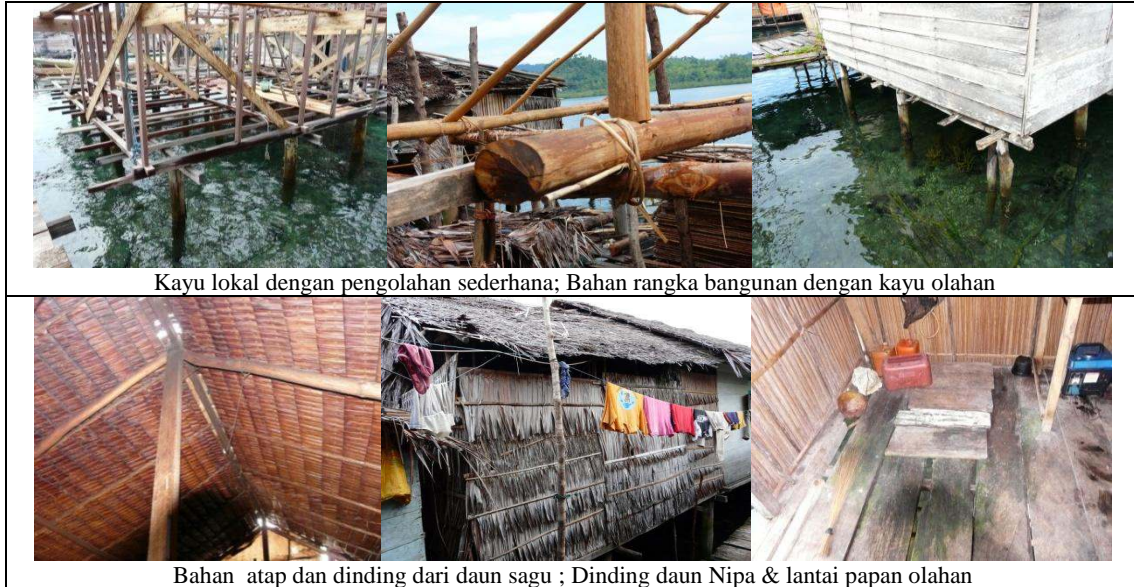 Kayu lokal dengan pengolahan sederhana; Bahan rangka bangunan dengan kayu olahan
Bahan atap dan dinding dari daun sagu ; Dinding daun Nipa & lantai papan olahan